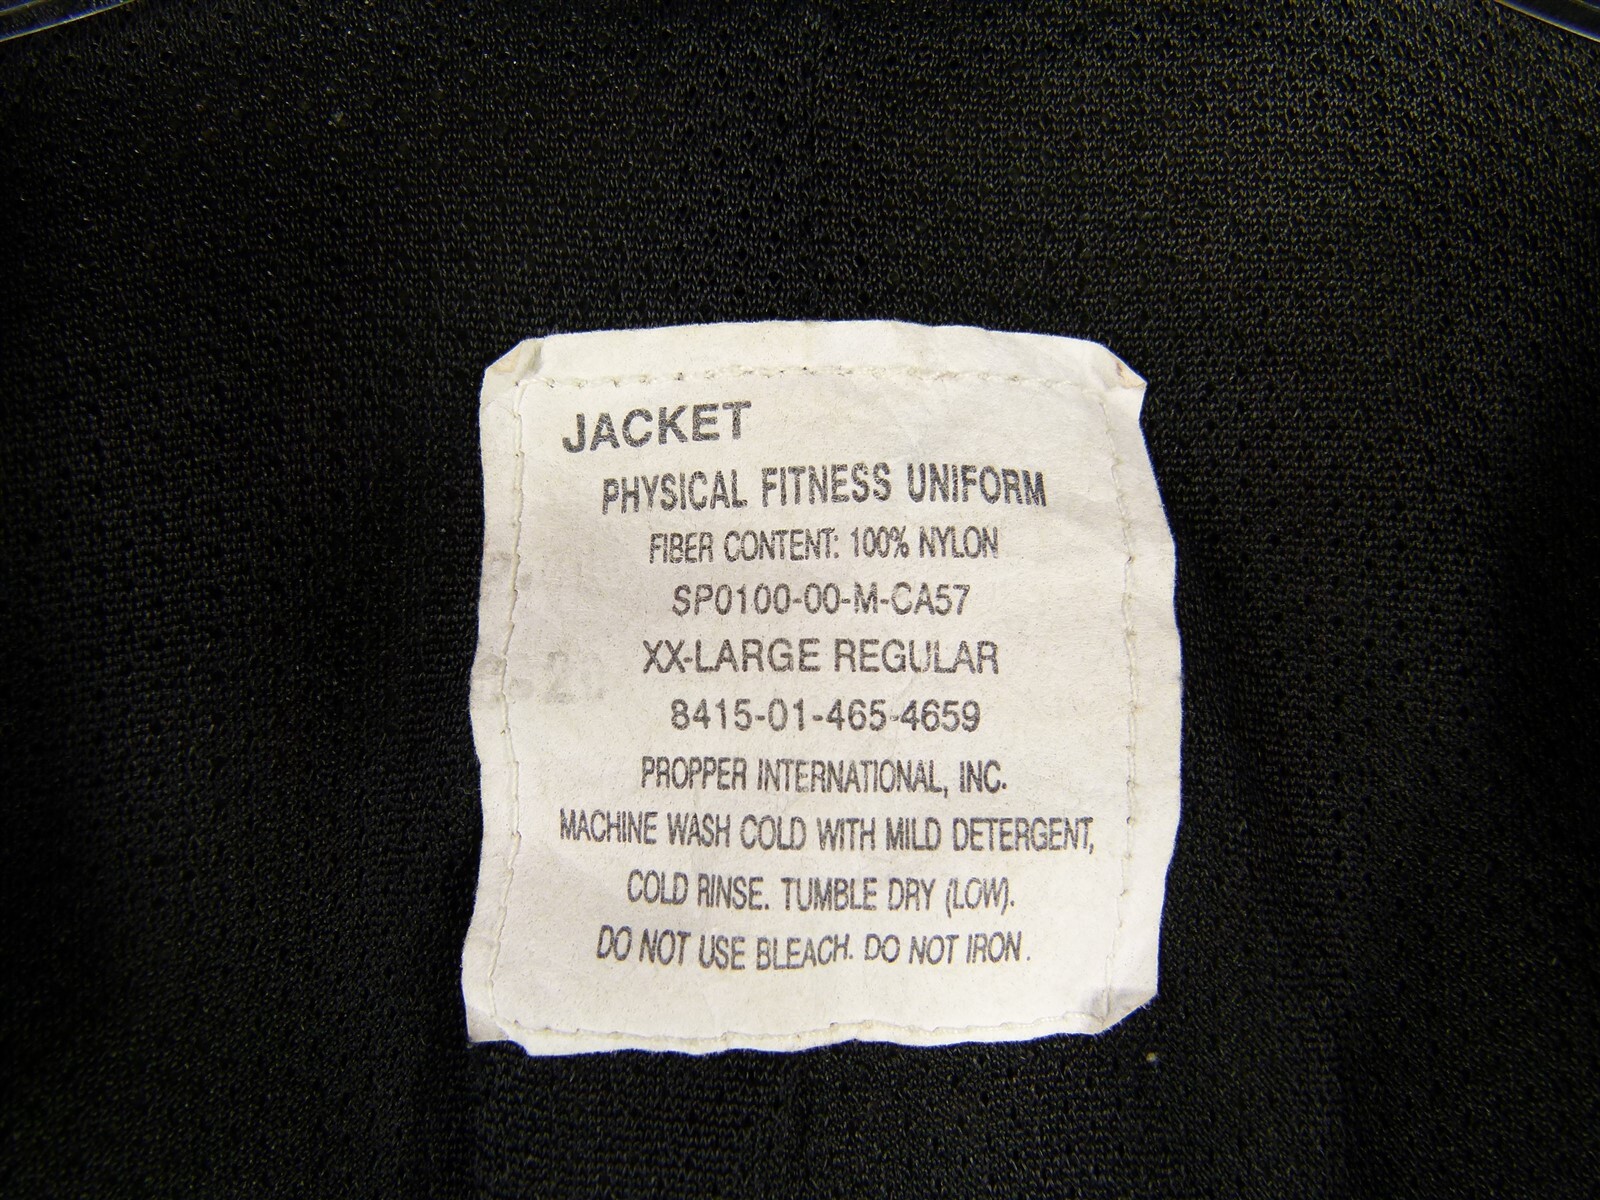 JACKET
PHYSICAL FITNESS UNIFORM
FIBER CONTENT: 100% NYLON
SP0100-00-M-CA57
XX-LARGE REGULAR
8415-01-465-4659
PROPPER INTERNATIONAL, INC.
MACHINE WASH COLD WITH MILD DETERGENT,
COLD RINSE. TUMBLE DRY (LOW).
DO NOT USE BLEACH. DO NOT IRON.